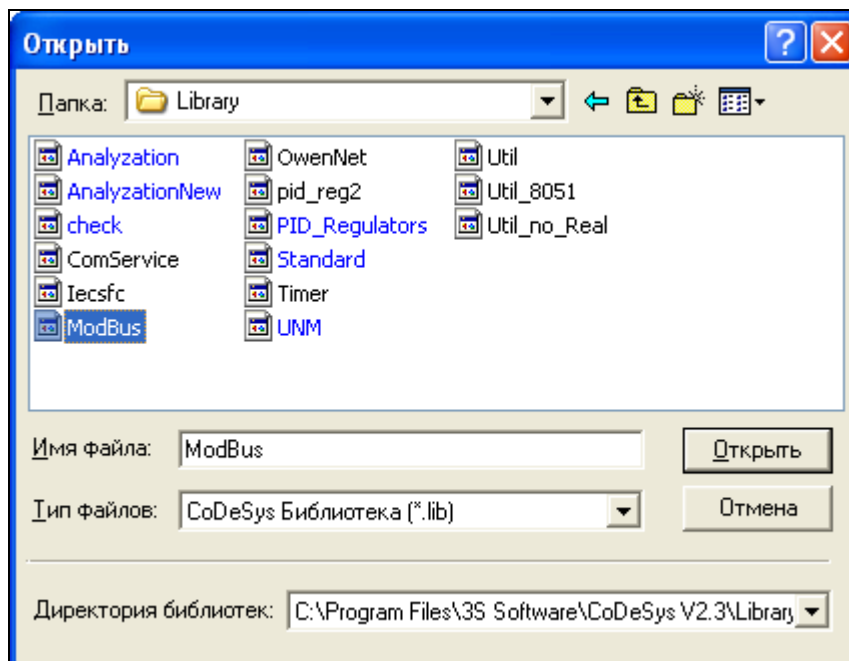 Открыть
Папка: Library
Analyzation OwenNet Util
AnalyzationNew pid_reg2 Util_8051
check PID_Regulators Util_no_Real
ComService Standard
Iecsfc Timer
ModBus UNM
Имя файла: ModBus Открыть
Тип файлов: CoDeSys Библиотека (*.lib) Отмена
Директория библиотек: C:\Program Files\3S Software\CoDeSys V2.3\Library